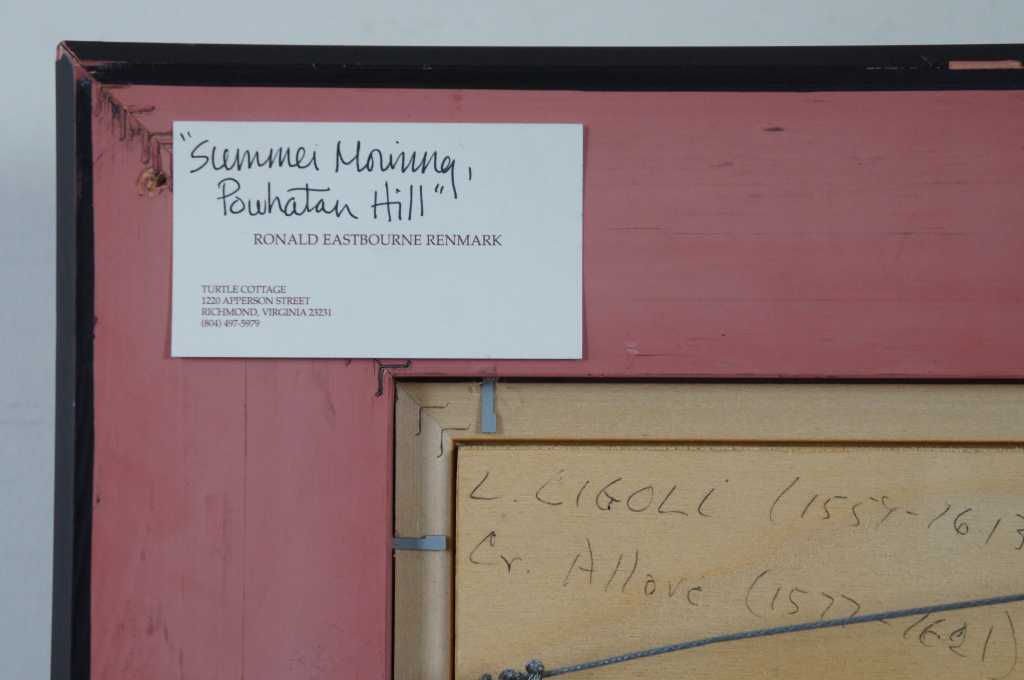 "Summer Morning,
Powhatan Hill"
RONALD EASTBOURNE RENMARK
TURTLE COTTAGE
1220 APPERSON STREET
RICHMOND, VIRGINIA 23231
(804) 497-5979
L. CIGOLI (1559-1613
Cr. Allore (1577-1621)